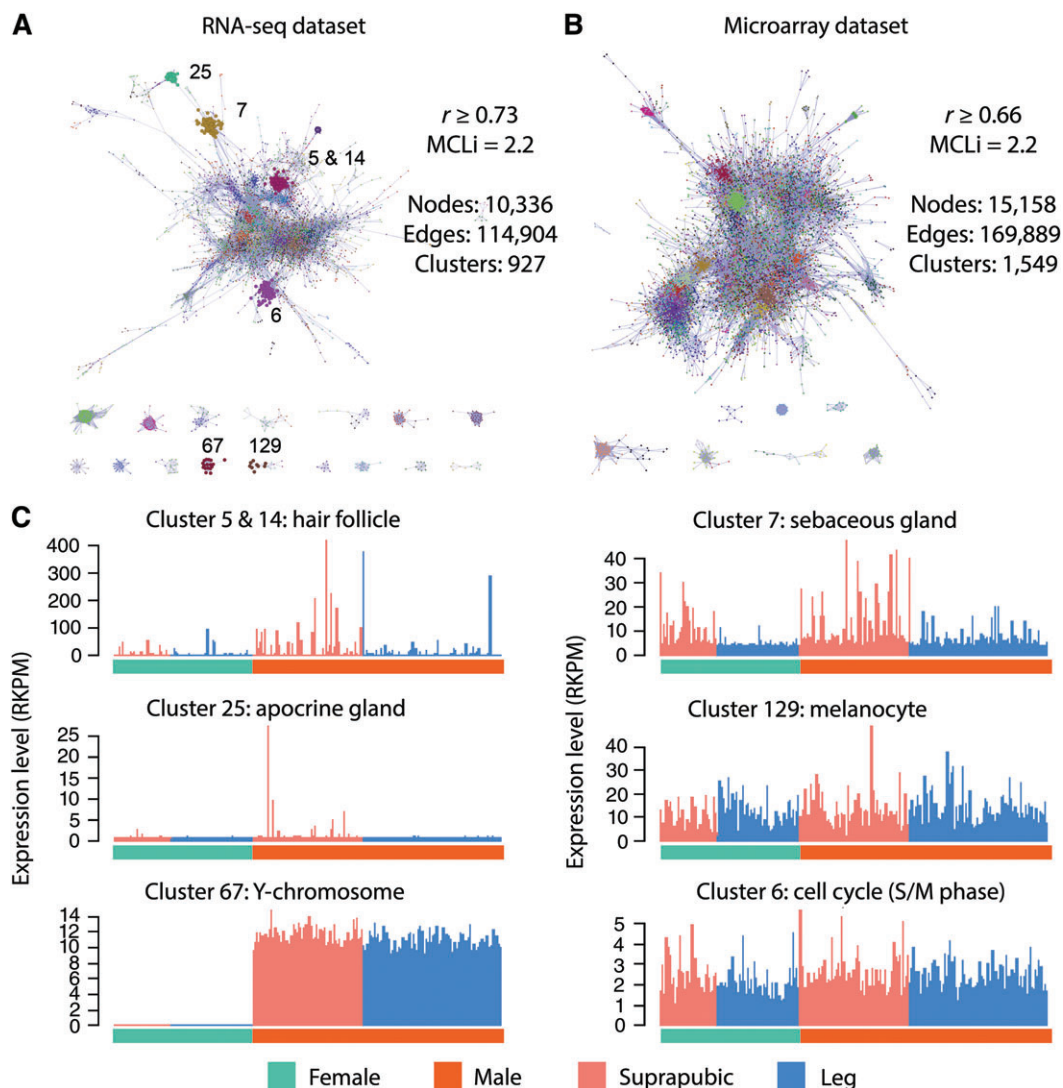 A
RNA-seq dataset
25
7
5 & 14
6
67
129
r ≥ 0.73
MCLi = 2.2
Nodes: 10,336
Edges: 114,904
Clusters: 927
B
Microarray dataset
r ≥ 0.66
MCLi = 2.2
Nodes: 15,158
Edges: 169,889
Clusters: 1,549
C
Expression level (RKPM)
Cluster 5 & 14: hair follicle
400
300
200
100
0
Cluster 25: apocrine gland
25
20
15
10
5
0
Cluster 67: Y-chromosome
14
12
10
8
6
4
2
0
Expression level (RKPM)
Cluster 7: sebaceous gland
40
30
20
10
0
Cluster 129: melanocyte
40
30
20
10
0
Cluster 6: cell cycle (S/M phase)
5
4
3
2
1
0
Female
Male
Suprapubic
Leg